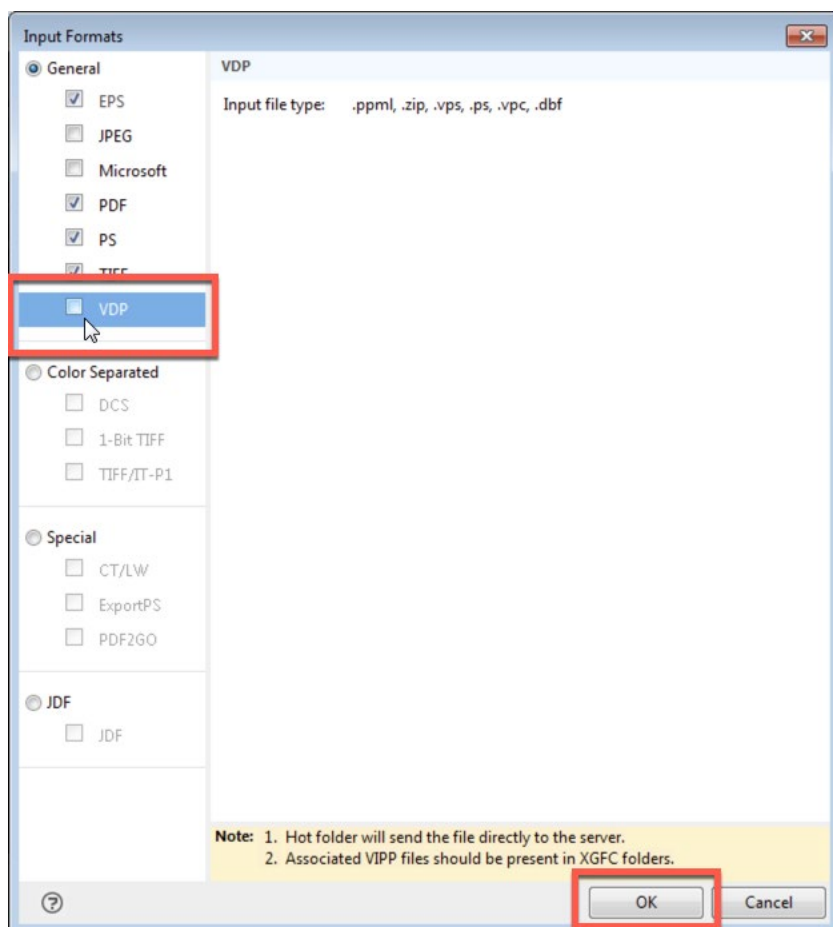 Input Formats
General
EPS
JPEG
Microsoft
PDF
PS
TIFF
VDP
Color Separated
DCS
1-Bit TIFF
TIFF/IT-P1
Special
CT/LW
ExportPS
PDF2GO
JDF
JDF
VDP
Input file type: .ppml, .zip, .vps, .ps, .vpc, .dbf
Note: 1. Hot folder will send the file directly to the server.
2. Associated VIPP files should be present in XGFC folders.
OK
Cancel